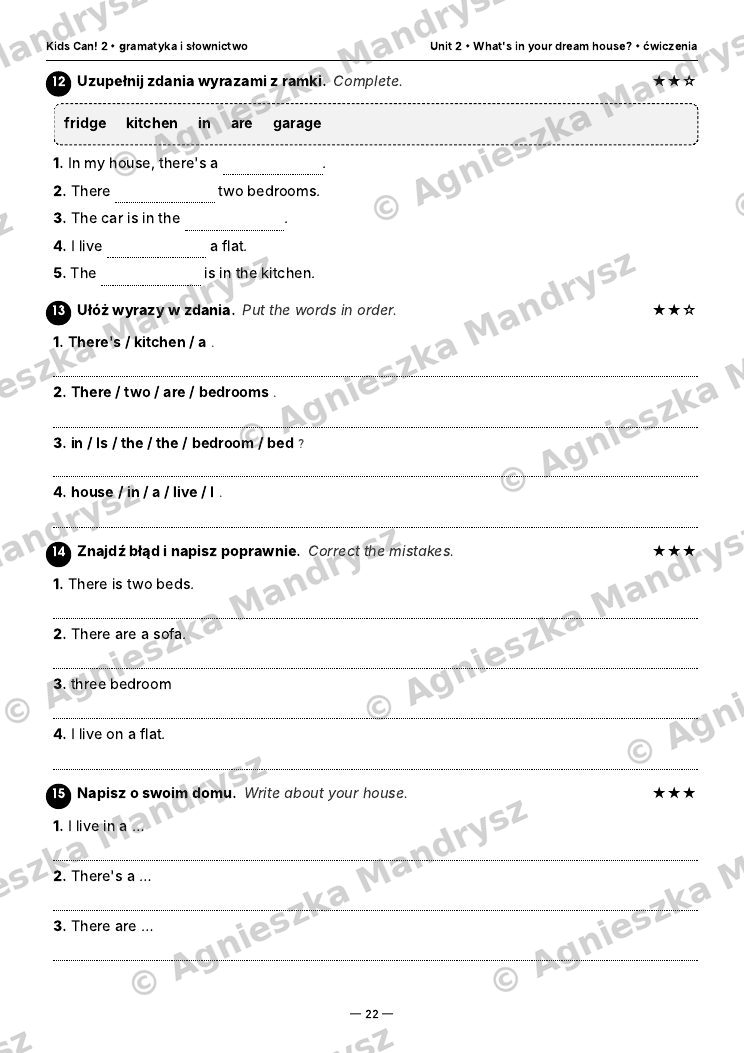 Kids Can! 2 • gramatyka i słownictwo Unit 2 • What's in your dream house? • ćwiczenia
12 Uzupełnij zdania wyrazami z ramki. Complete. ★★☆
fridge kitchen in are garage
1. In my house, there's a .
2. There two bedrooms.
3. The car is in the .
4. I live a flat.
5. The is in the kitchen.
13 Ułóż wyrazy w zdania. Put the words in order. ★★☆
1. There's / kitchen / a .
2. There / two / are / bedrooms .
3. in / Is / the / the / bedroom / bed ?
4. house / in / a / live / I .
14 Znajdź błąd i napisz poprawnie. Correct the mistakes. ★★★
1. There is two beds.
2. There are a sofa.
3. three bedroom
4. I live on a flat.
15 Napisz o swoim domu. Write about your house. ★★★
1. I live in a ...
2. There's a ...
3. There are ...
— 22 —
© Agnieszka Mandrysz